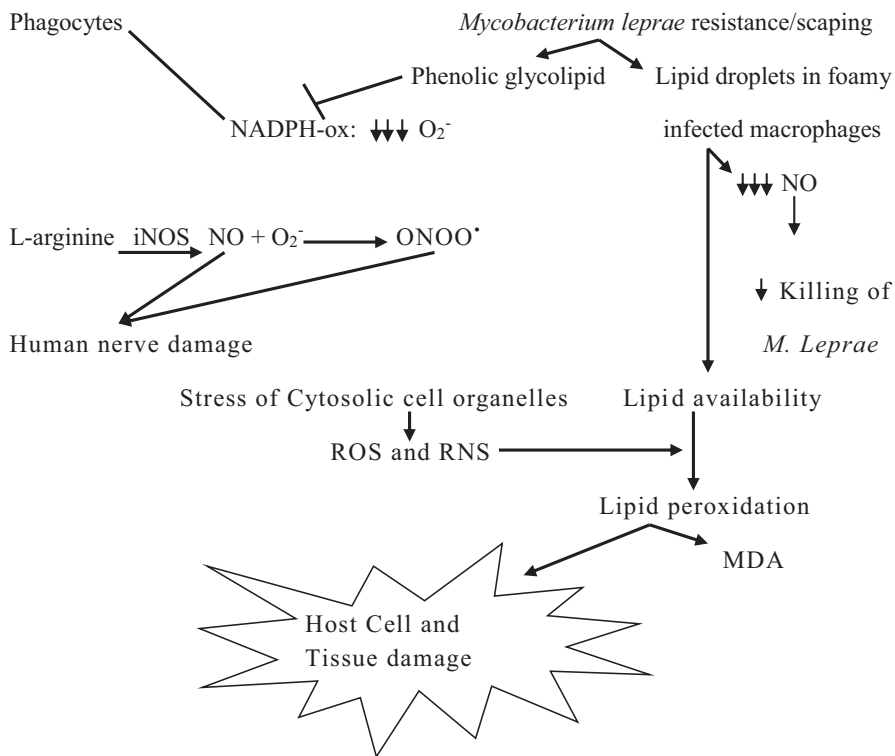 Phagocytes
Mycobacterium leprae resistance/scaping
Phenolic glycolipid
Lipid droplets in foamy
infected macrophages
NADPH-ox: ↓↓↓ O₂⁻
↓↓↓ NO
L-arginine iNOS NO + O₂⁻ ONOO•
↓ Killing of
M. Leprae
Human nerve damage
Stress of Cytosolic cell organelles
Lipid availability
ROS and RNS
Lipid peroxidation
MDA
Host Cell and
Tissue damage